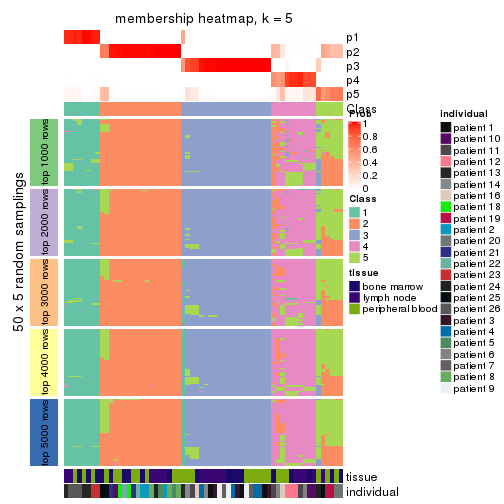 membership heatmap, k = 5
p1
p2
p3
p4
p5
Class
50 x 5 random samplings
top 1000 rows
top 2000 rows
top 3000 rows
top 4000 rows
top 5000 rows
tissue
individual
Prob
1
0.8
0.6
0.4
0.2
0
Class
1
2
3
4
5
tissue
bone marrow
lymph node
peripheral blood
individual
patient 1
patient 10
patient 11
patient 12
patient 13
patient 14
patient 16
patient 18
patient 19
patient 2
patient 20
patient 21
patient 22
patient 23
patient 24
patient 25
patient 26
patient 3
patient 4
patient 5
patient 6
patient 7
patient 8
patient 9